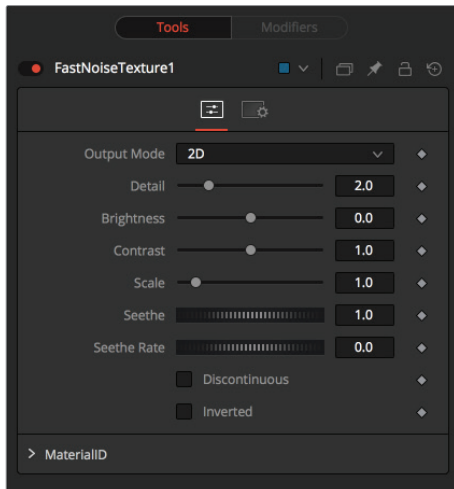 Tools Modifiers
FastNoiseTexture1
Output Mode 2D
Detail 2.0
Brightness 0.0
Contrast 1.0
Scale 1.0
Seethe 1.0
Seethe Rate 0.0
Discontinuous
Inverted
MaterialID